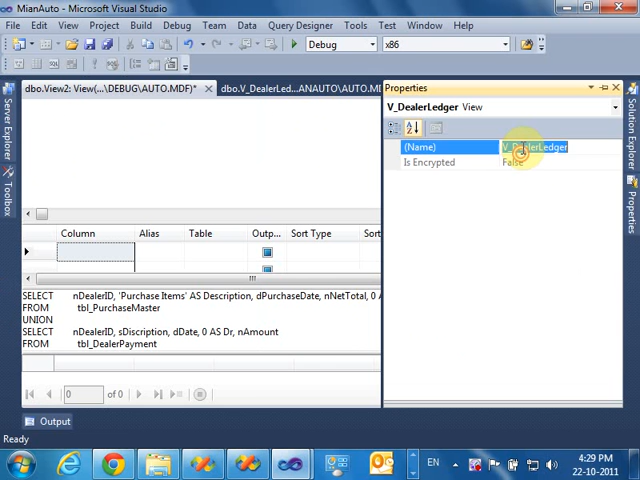 MianAuto - Microsoft Visual Studio
File Edit View Project Build Debug Team Data Query Designer Tools Test Window Help
Debug x86
dbo.View2: View(...\DEBUG\AUTO.MDF)* dbo.V_DealerLed...ANAUTO\AUTO.M
Properties
V_DealerLedger View
(Name) V_DealerLedger
Is Encrypted False
Server Explorer
Toolbox
Solution Explorer
Properties
Column Alias Table Outp... Sort Type Sort
SELECT nDealerID, 'Purchase Items' AS Description, dPurchaseDate, nNetTotal, 0 A
FROM tbl_PurchaseMaster
UNION
SELECT nDealerID, sDiscription, dDate, 0 AS Dr, nAmount
FROM tbl_DealerPayment
0 of 0
Output
Ready
EN 4:29 PM
22-10-2011